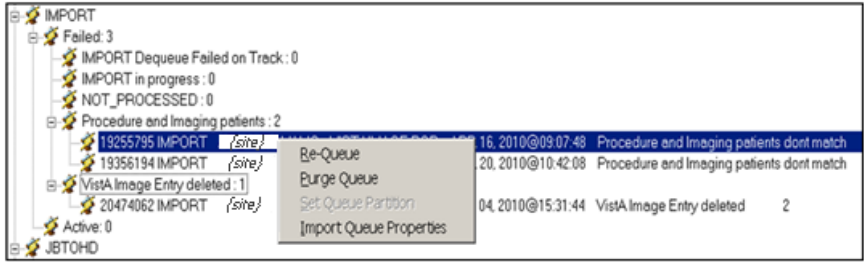 IMPORT
Failed: 3
IMPORT Dequeue Failed on Track : 0
IMPORT in progress : 0
NOT_PROCESSED : 0
Procedure and Imaging patients : 2
19255795 IMPORT {site} 16, 2010@09:07:48 Procedure and Imaging patients dont match
19356194 IMPORT {site} 20, 2010@10:42:08 Procedure and Imaging patients dont match
VistA Image Entry deleted : 1
20474062 IMPORT {site} 04, 2010@15:31:44 VistA Image Entry deleted 2
Active: 0
JBTOHD
Re-Queue
Purge Queue
Set Queue Partition
Import Queue Properties